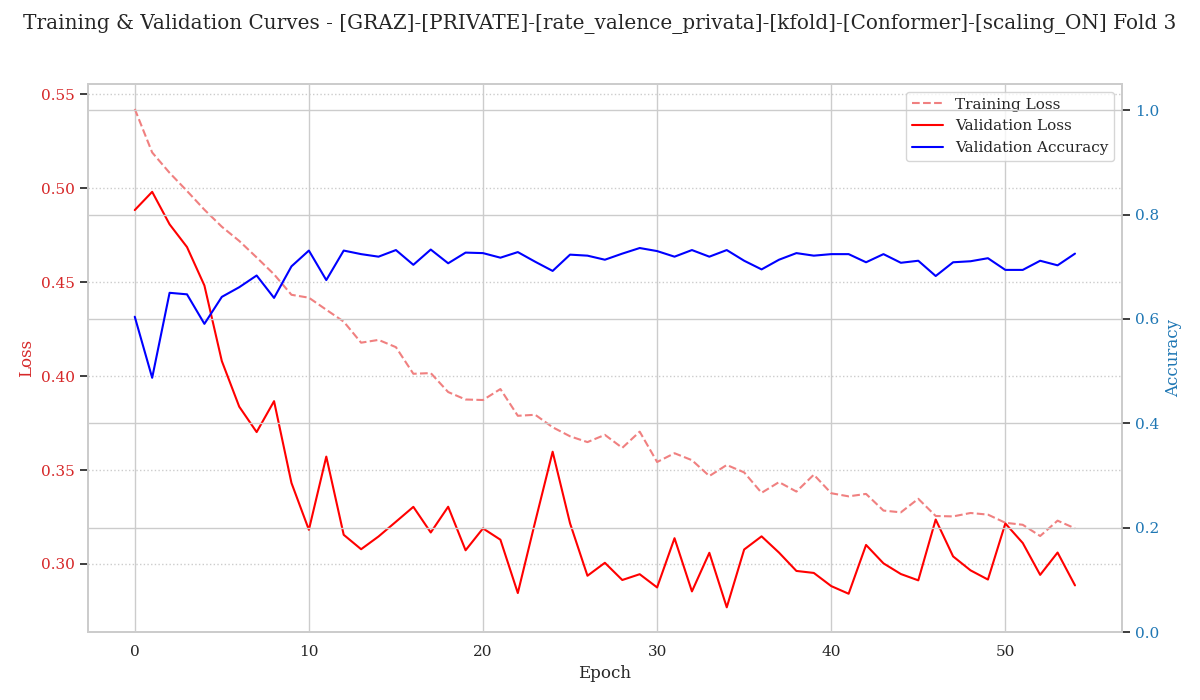 Training & Validation Curves - [GRAZ]-[PRIVATE]-[rate_valence_privata]-[kfold]-[Conformer]-[scaling_ON] Fold 3
Training Loss
Validation Loss
Validation Accuracy
0.55
0.50
0.45
0.40
0.35
0.30
Loss
1.0
0.8
0.6
0.4
0.2
0.0
Accuracy
0 10 20 30 40 50
Epoch